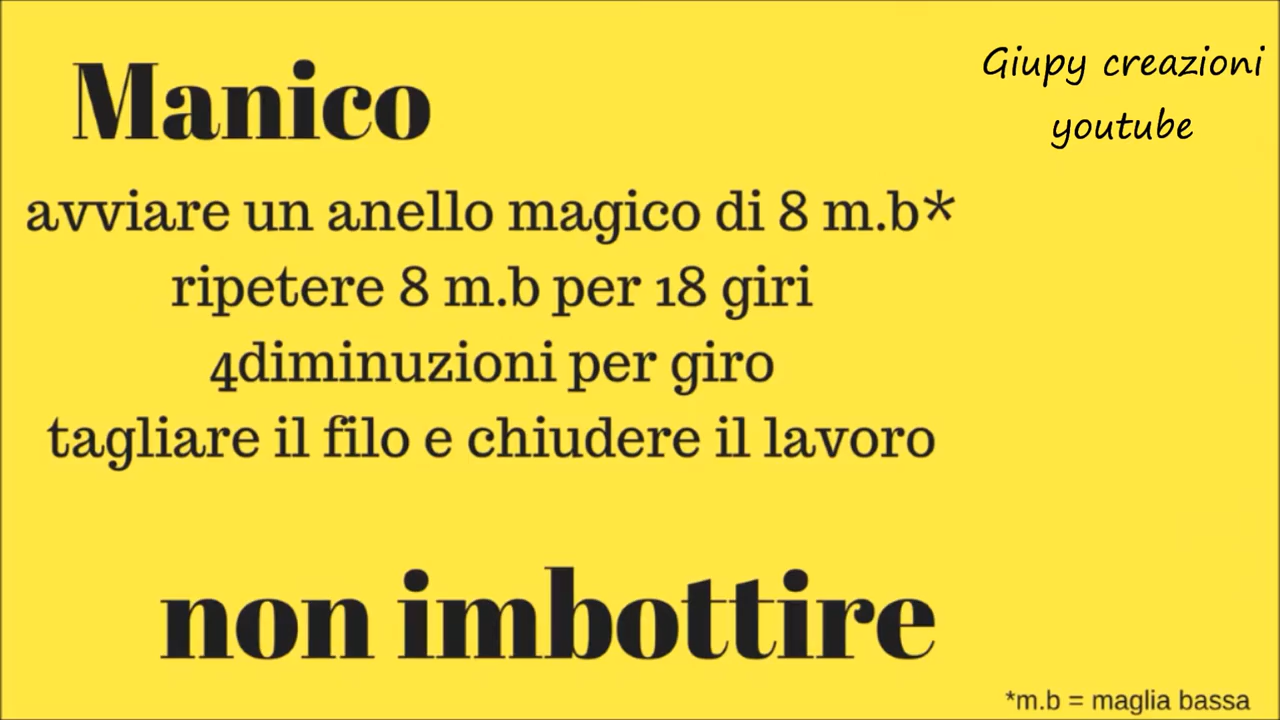 Manico
Giupy creazioni
youtube
avviare un anello magico di 8 m.b*
ripetere 8 m.b per 18 giri
4diminuzioni per giro
tagliare il filo e chiudere il lavoro
non imbottire
*m.b = maglia bassa